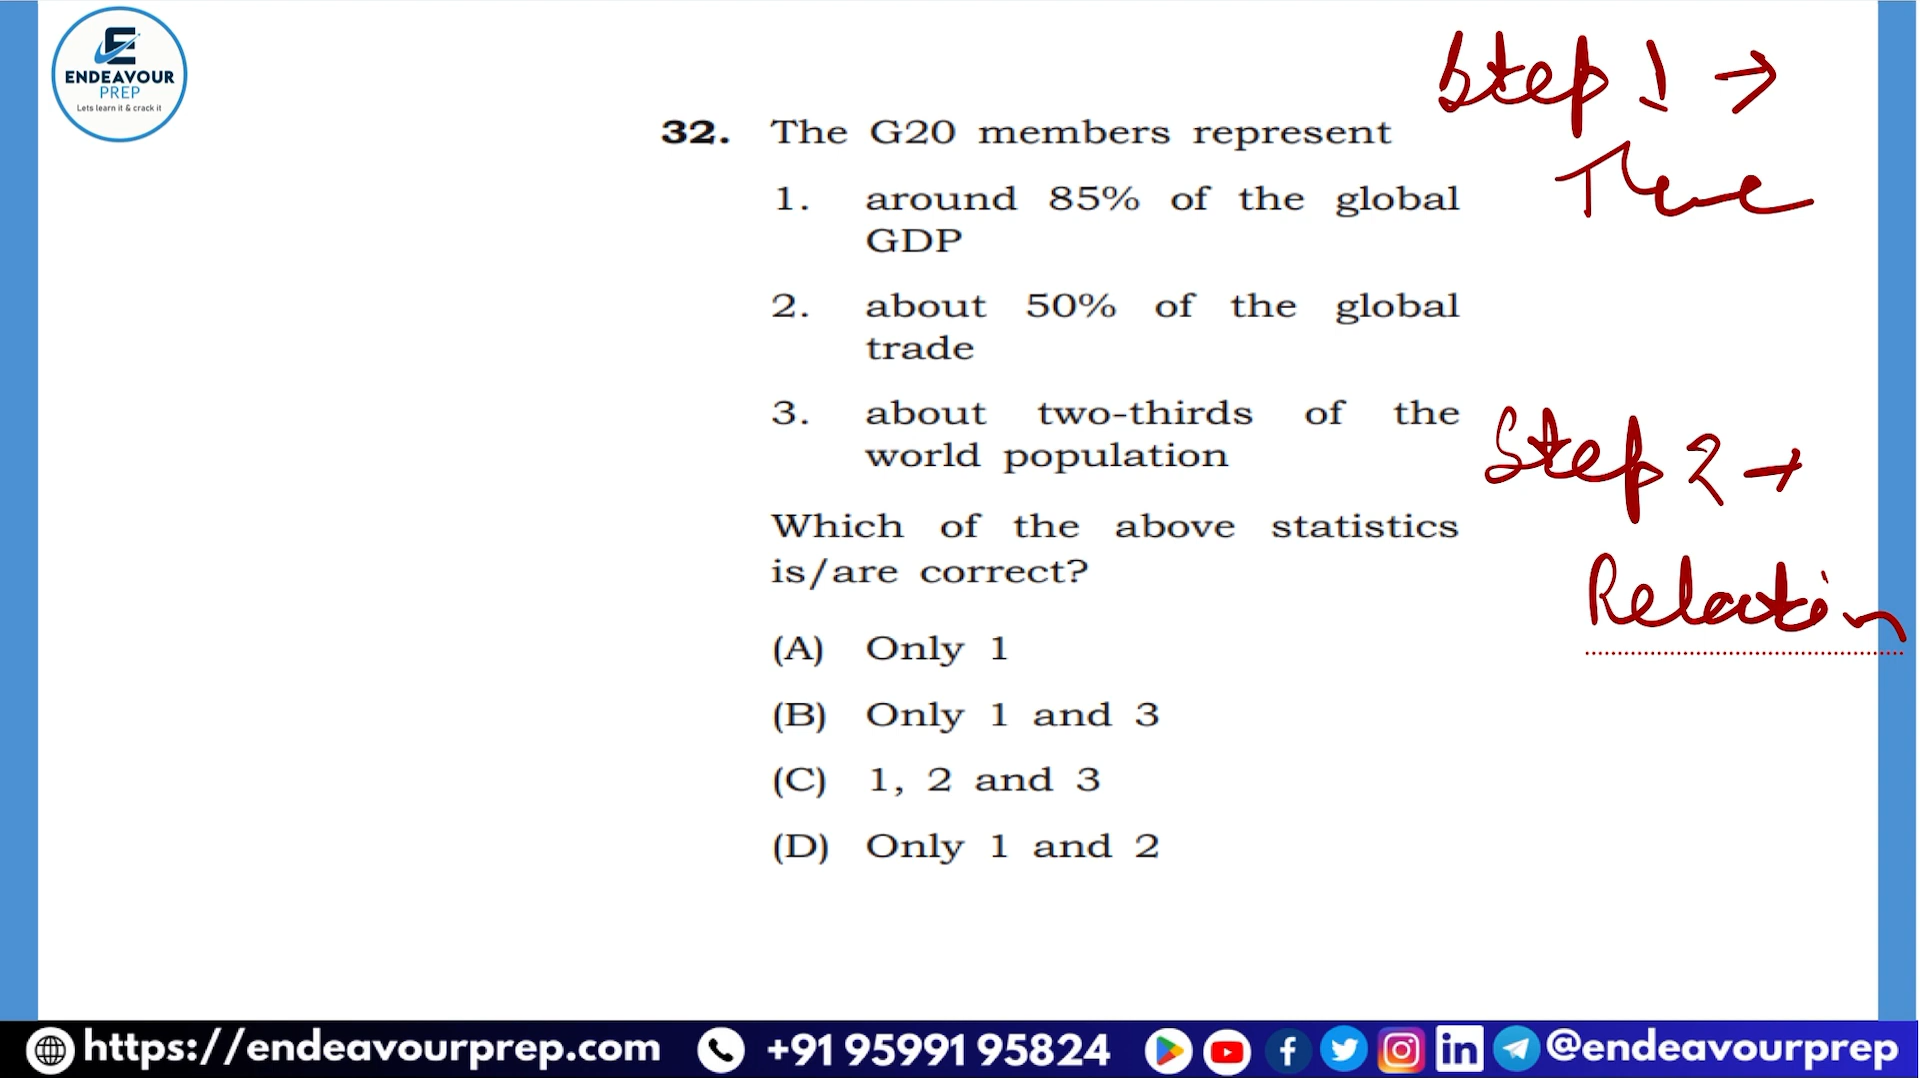 ENDEAVOUR
PREP
Lets learn it & crack it
Step 1 →
True
32. The G20 members represent
1. around 85% of the global
GDP
2. about 50% of the global
trade
3. about two-thirds of the
world population
Step 2 →
Relation
Which of the above statistics
is/are correct?
(A) Only 1
(B) Only 1 and 3
(C) 1, 2 and 3
(D) Only 1 and 2
https://endeavourprep.com +91 95991 95824 @endeavourprep